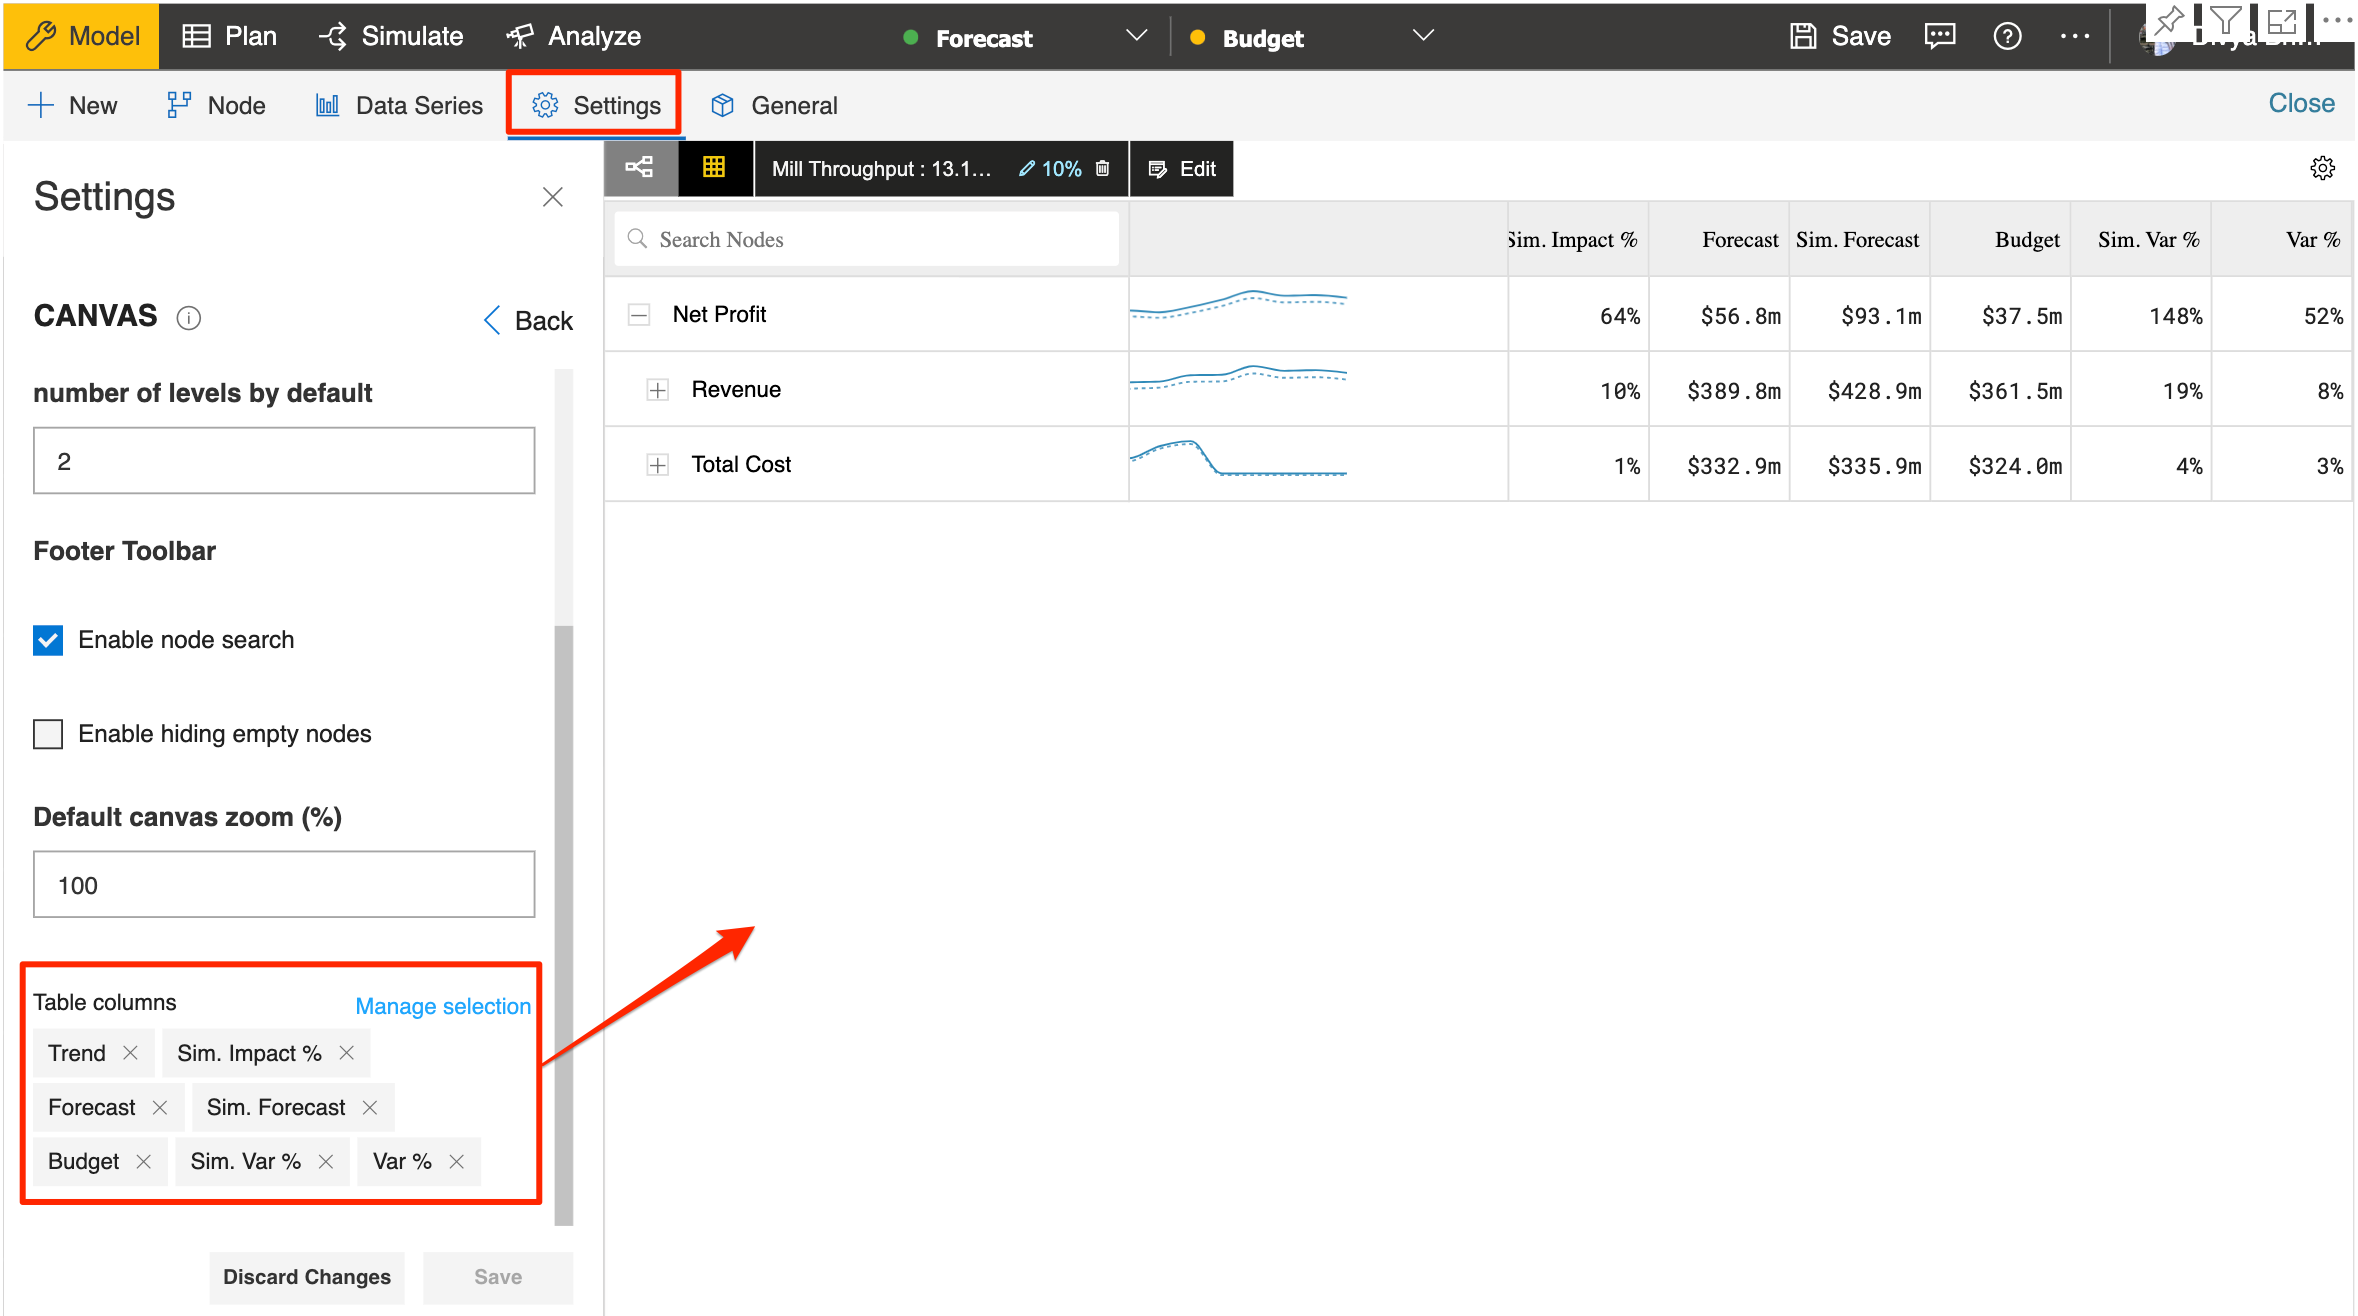 Model Plan Simulate Analyze Forecast Budget Save
New Node Data Series Settings General Close
Settings
Mill Throughput : 13.1... 10% Edit
Search Nodes Sim. Impact % Forecast Sim. Forecast Budget Sim. Var % Var %
CANVAS Back
Net Profit 64% $56.8m $93.1m $37.5m 148% 52%
number of levels by default
2
Revenue 10% $389.8m $428.9m $361.5m 19% 8%
Total Cost 1% $332.9m $335.9m $324.0m 4% 3%
Footer Toolbar
Enable node search
Enable hiding empty nodes
Default canvas zoom (%)
100
Table columns Manage selection
Trend Sim. Impact %
Forecast Sim. Forecast
Budget Sim. Var % Var %
Discard Changes Save